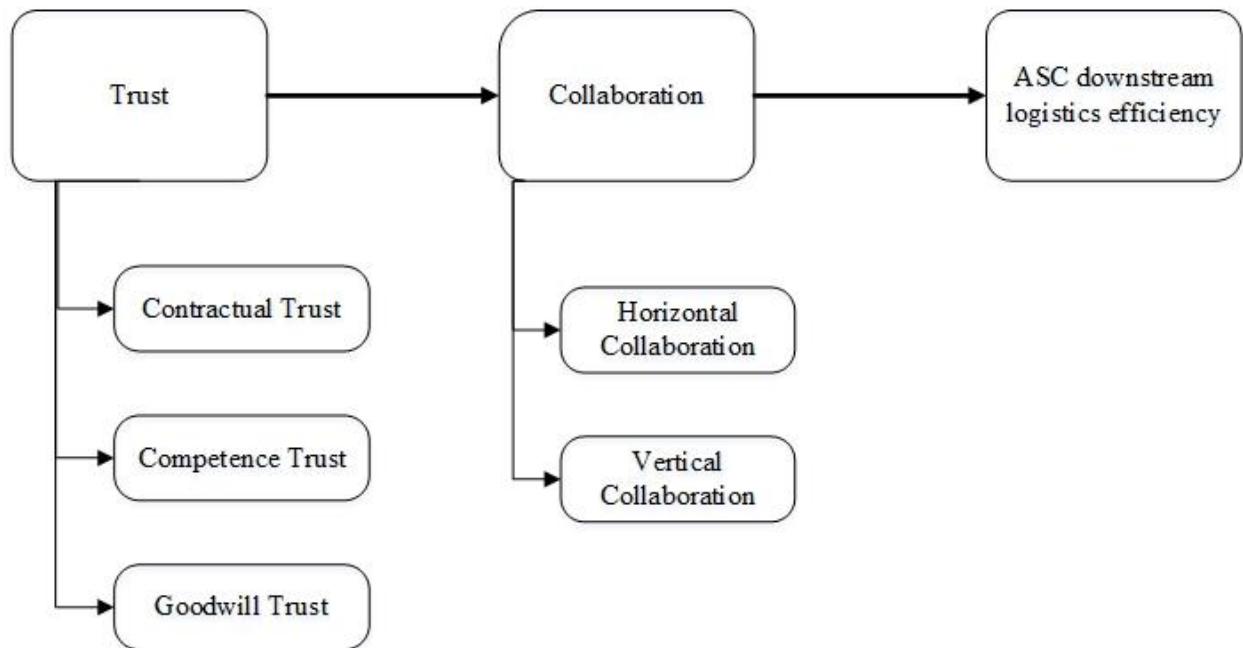 Trust
Collaboration
ASC downstream
logistics efficiency
Contractual Trust
Competence Trust
Goodwill Trust
Horizontal
Collaboration
Vertical
Collaboration